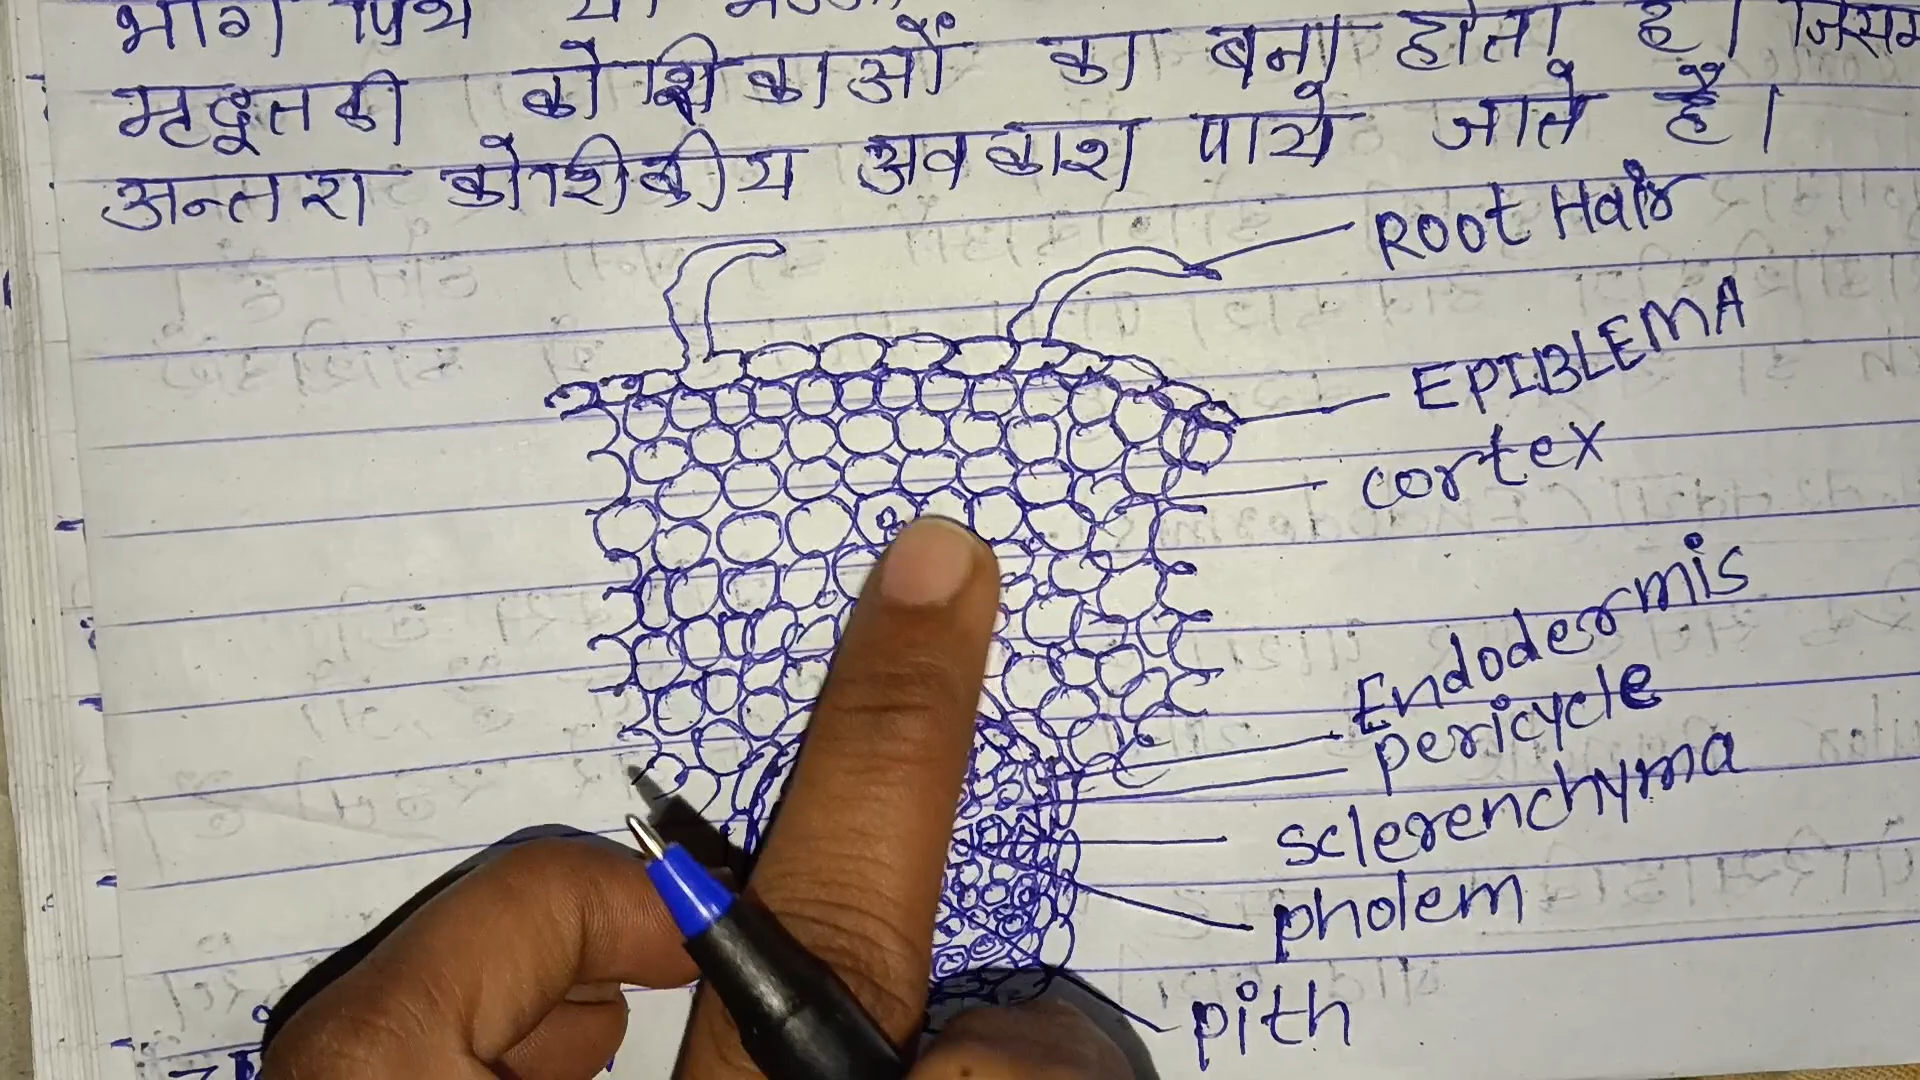 भाग पिथ या
मृदूतकी कोशिकाओं का बना होता है। जिसम
अन्तरा कोशिकीय अवकाश पाये जाते है।
ROOt Hair
EPIBLEMA
cortex
Endodermis
pericycle
sclerenchyma
pholem
pith